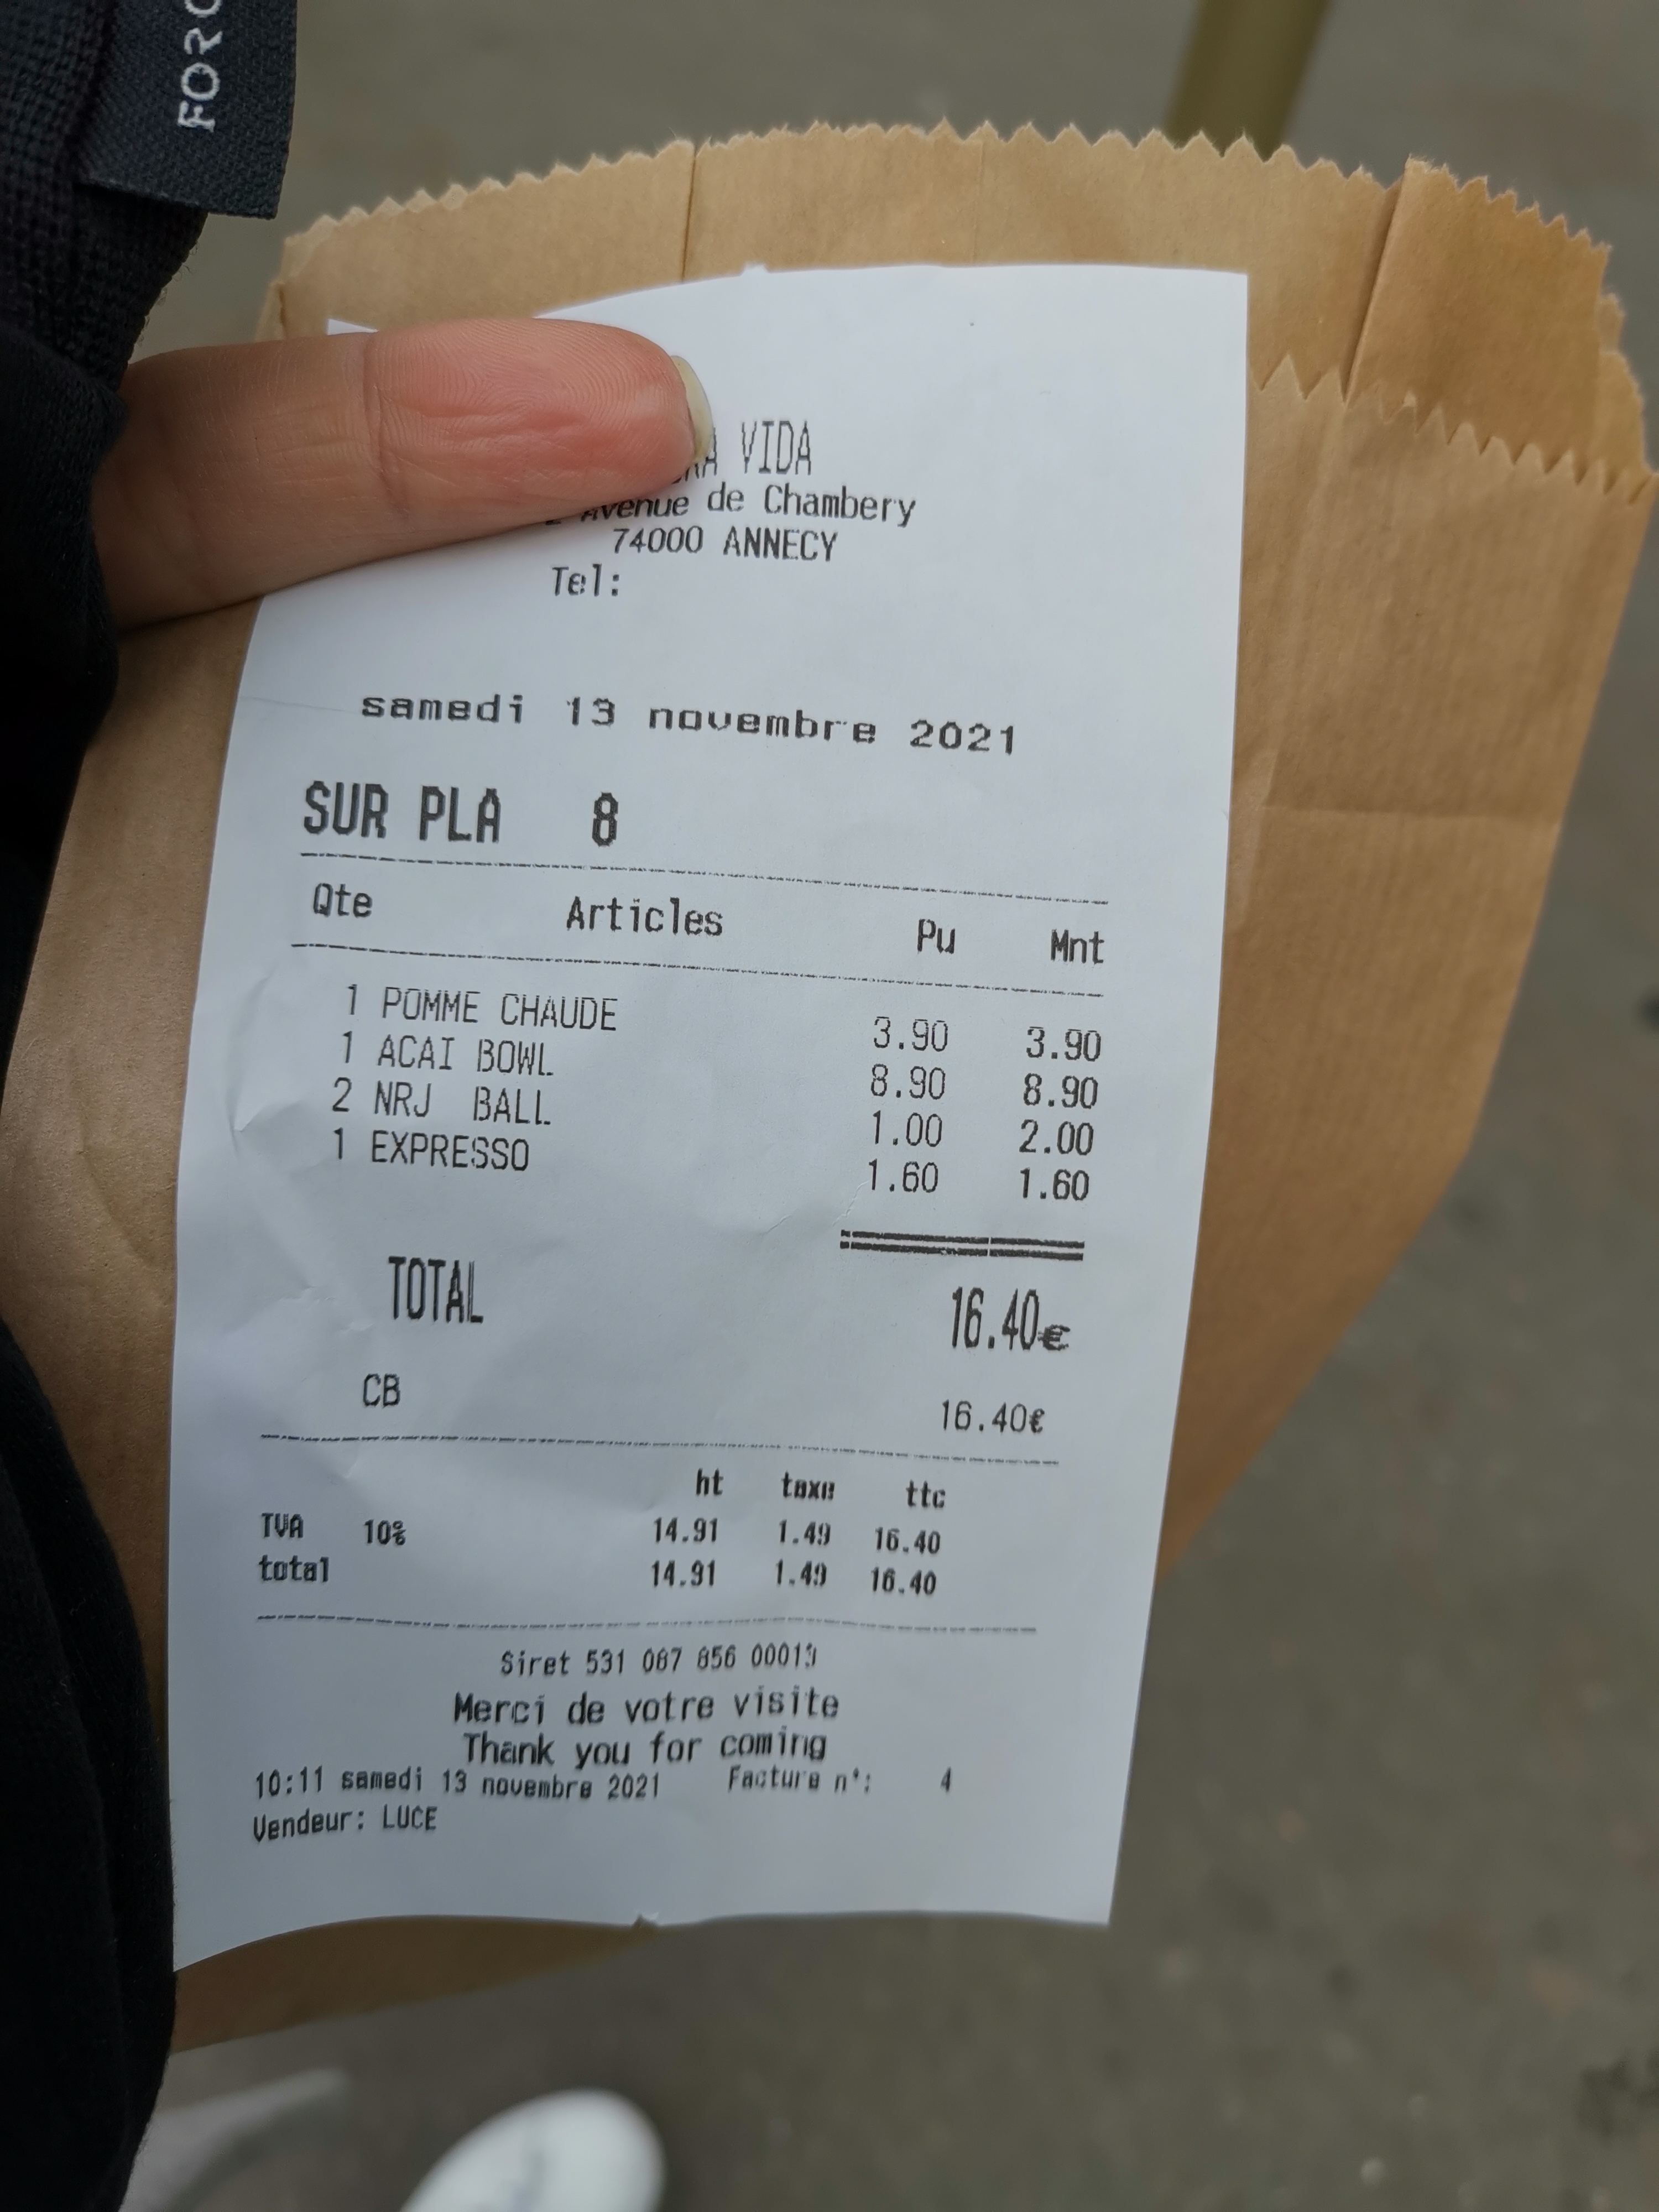 FOR
VIDA
Avenue de Chambery
74000 ANNECY
Tel:
samedi 13 novembre 2021
SUR PLA 8
Qte Articles Pu Mnt
1 POMME CHAUDE 3.90 3.90
1 ACAI BOWL 8.90 8.90
2 NRJ BALL 1.00 2.00
1 EXPRESSO 1.60 1.60
TOTAL 16.40€
CB 16.40€
ht taxe ttc
TVA 10% 14.91 1.49 16.40
total 14.91 1.49 16.40
Siret 531 087 856
Merci de votre visite
Thank you for coming
10:11 samedi 13 novembre 2021 Facture n°: 4
Vendeur: LUCE